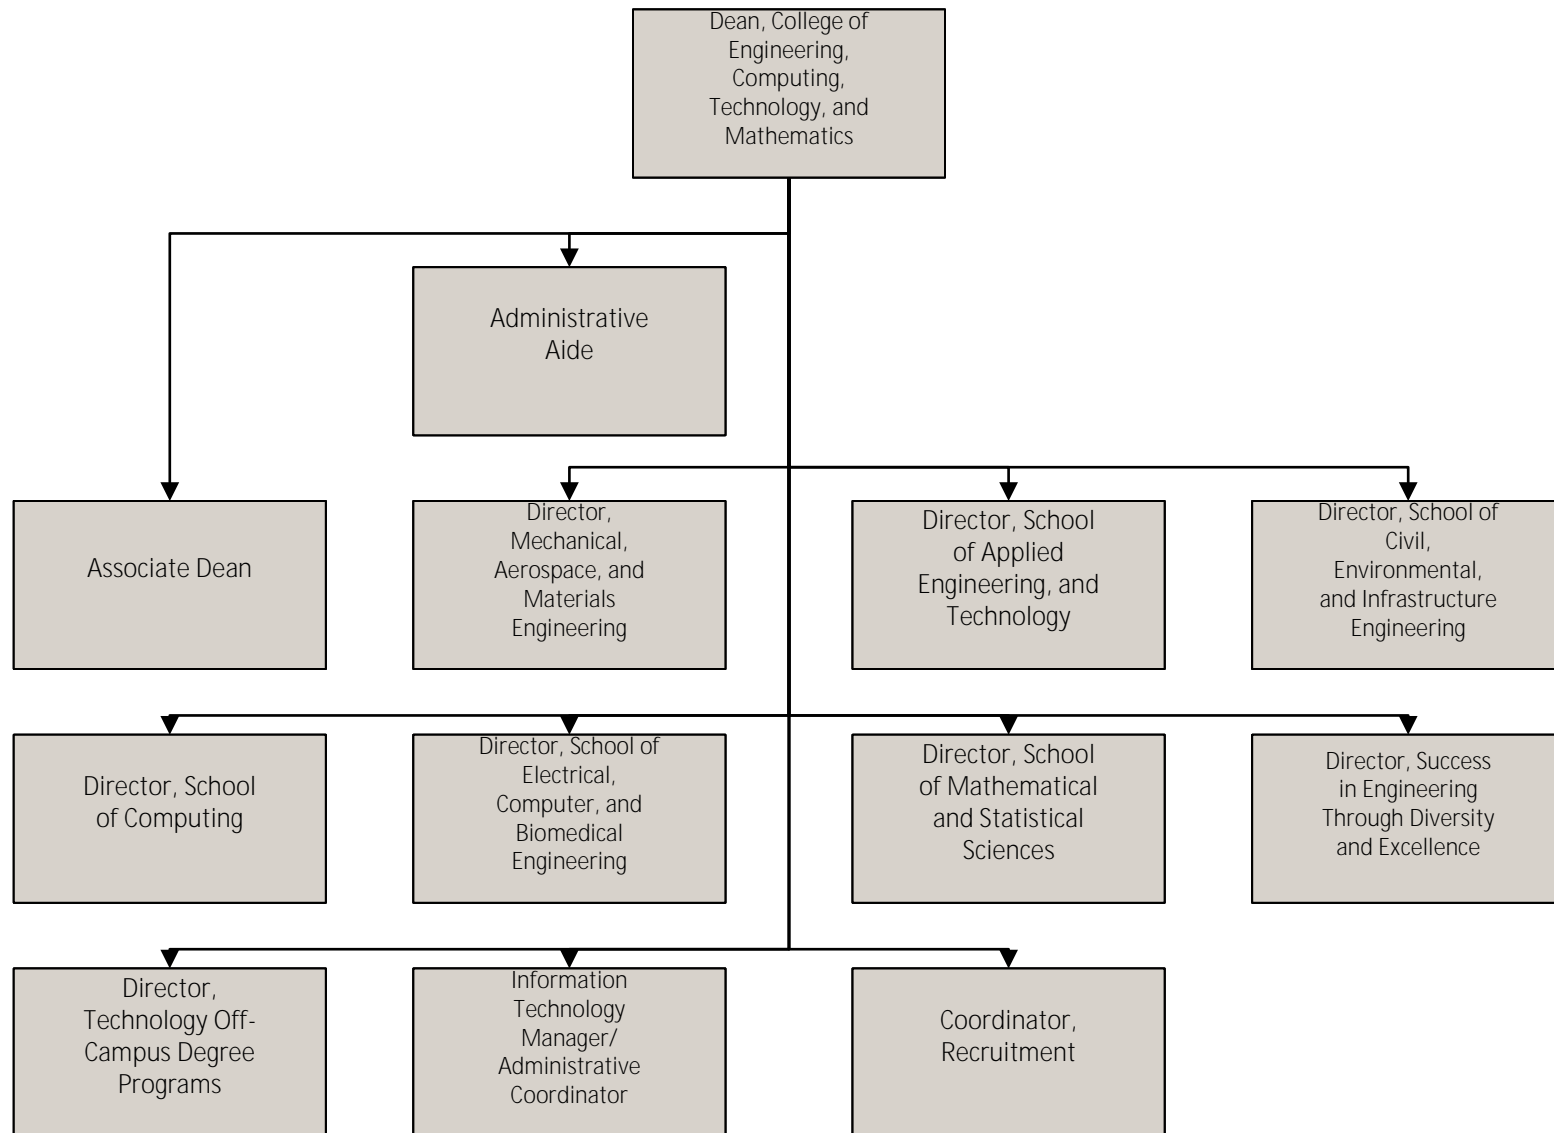 Dean, College of
Engineering,
Computing,
Technology, and
Mathematics
Administrative
Aide
Associate Dean
Director,
Mechanical,
Aerospace, and
Materials
Engineering
Director, School
of Applied
Engineering, and
Technology
Director, School of
Civil,
Environmental,
and Infrastructure
Engineering
Director, School
of Computing
Director, School of
Electrical,
Computer, and
Biomedical
Engineering
Director, School
of Mathematical
and Statistical
Sciences
Director, Success
in Engineering
Through Diversity
and Excellence
Director,
Technology Off-
Campus Degree
Programs
Information
Technology
Manager/
Administrative
Coordinator
Coordinator,
Recruitment